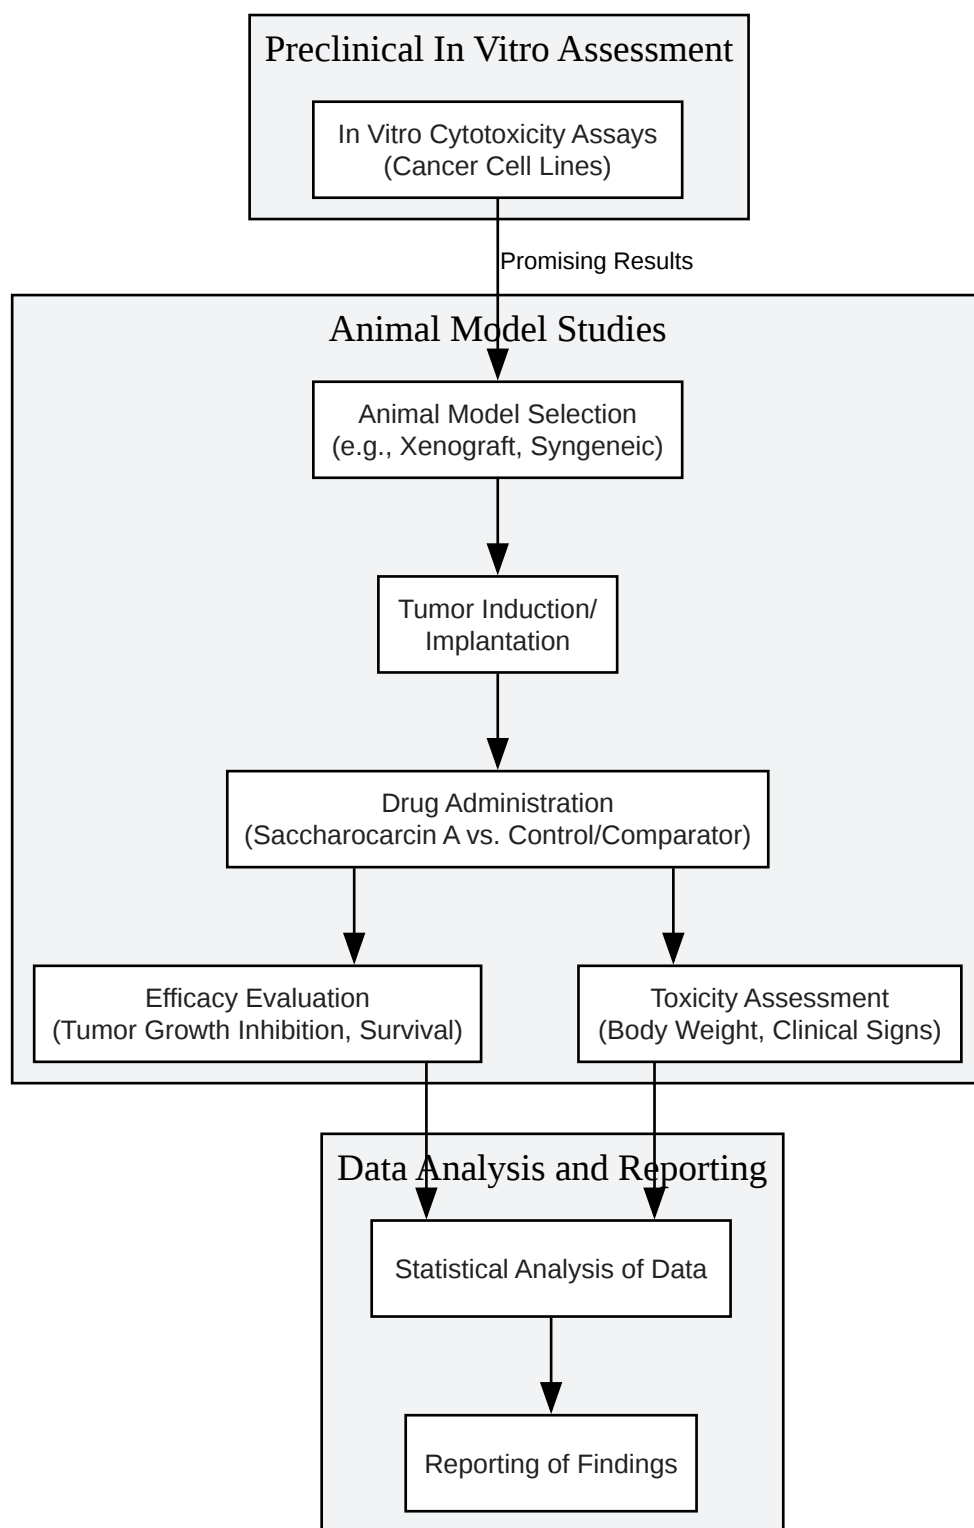 Preclinical In Vitro Assessment
In Vitro Cytotoxicity Assays
(Cancer Cell Lines)
Promising Results
Animal Model Studies
Animal Model Selection
(e.g., Xenograft, Syngeneic)
Tumor Induction/
Implantation
Drug Administration
(Saccharocarcin A vs. Control/Comparator)
Efficacy Evaluation
(Tumor Growth Inhibition, Survival)
Toxicity Assessment
(Body Weight, Clinical Signs)
Data Analysis and Reporting
Statistical Analysis of Data
Reporting of Findings